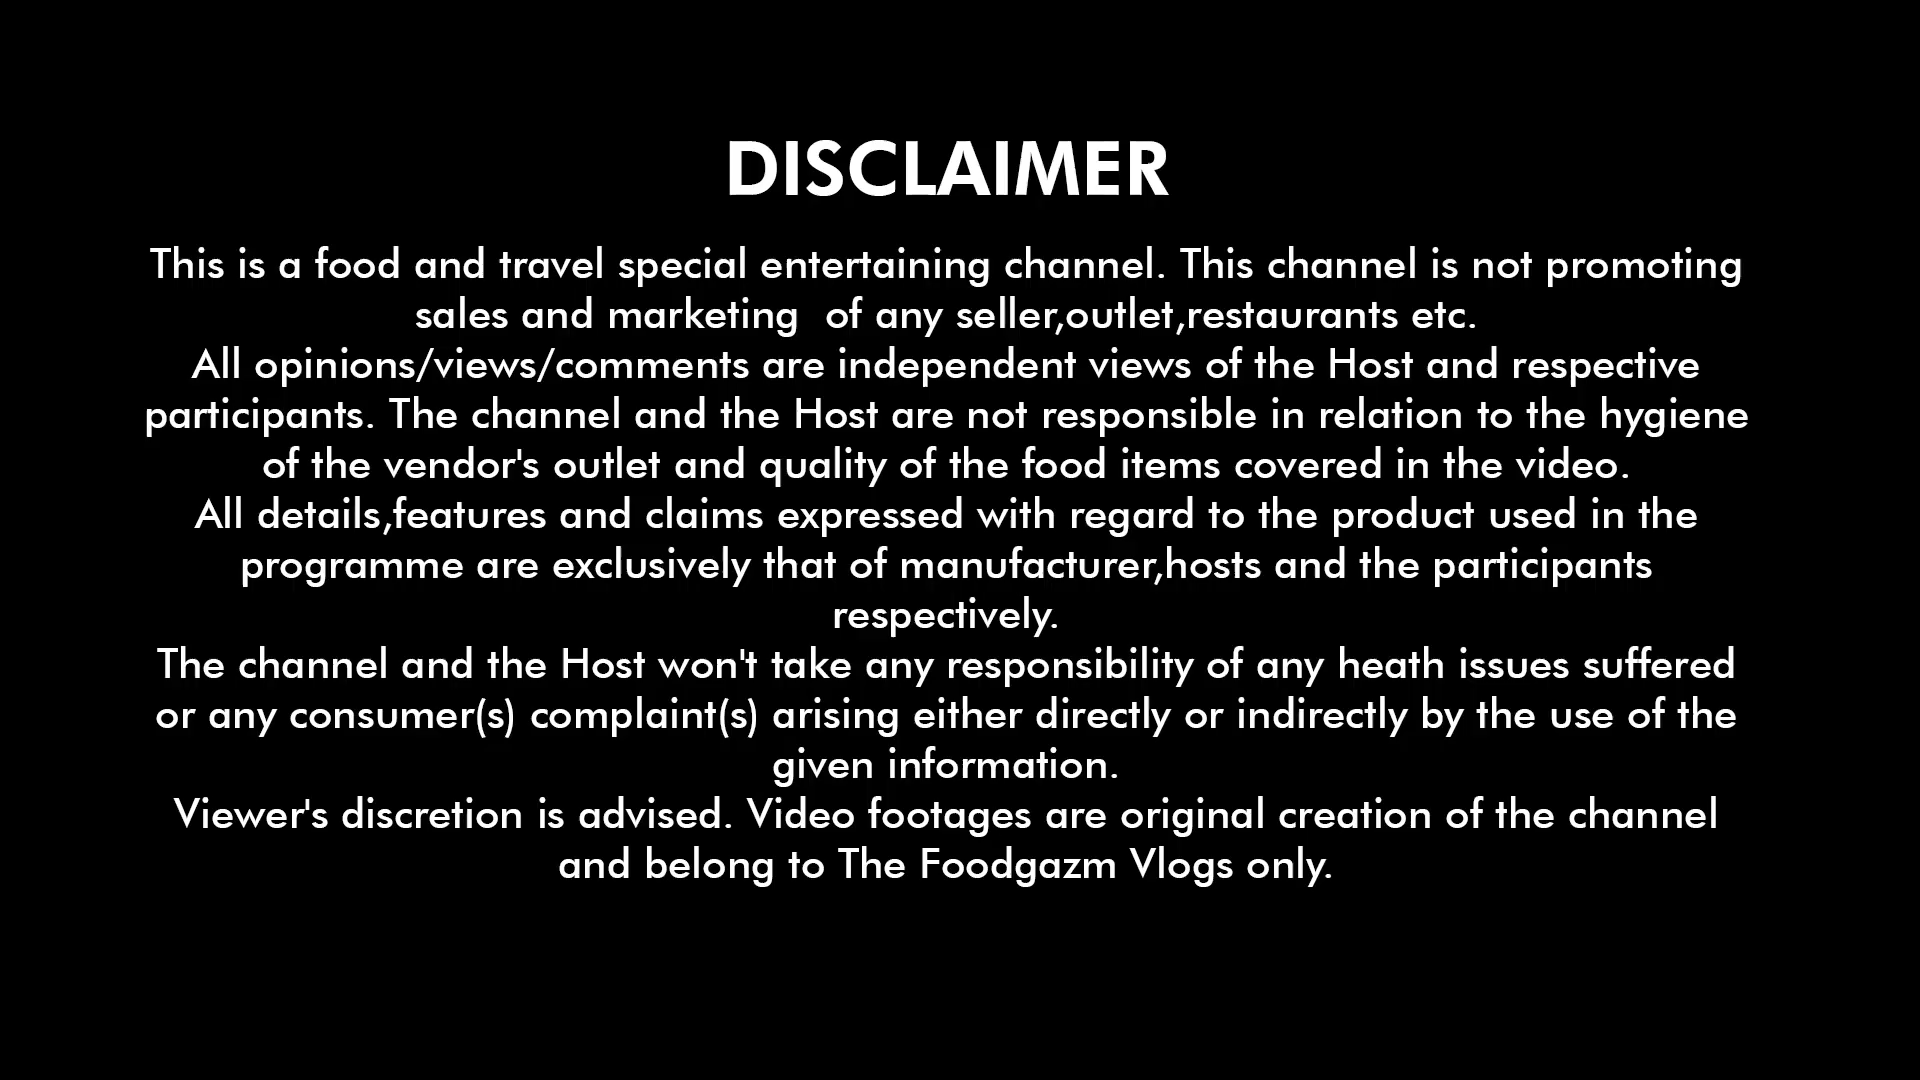 DISCLAIMER
This is a food and travel special entertaining channel. This channel is not promoting
sales and marketing  of any seller,outlet,restaurants etc.
All opinions/views/comments are independent views of the Host and respective
participants. The channel and the Host are not responsible in relation to the hygiene
of the vendor's outlet and quality of the food items covered in the video.
All details,features and claims expressed with regard to the product used in the
programme are exclusively that of manufacturer,hosts and the participants
respectively.
The channel and the Host won't take any responsibility of any heath issues suffered
or any consumer(s) complaint(s) arising either directly or indirectly by the use of the
given information.
Viewer's discretion is advised. Video footages are original creation of the channel
and belong to The Foodgazm Vlogs only.